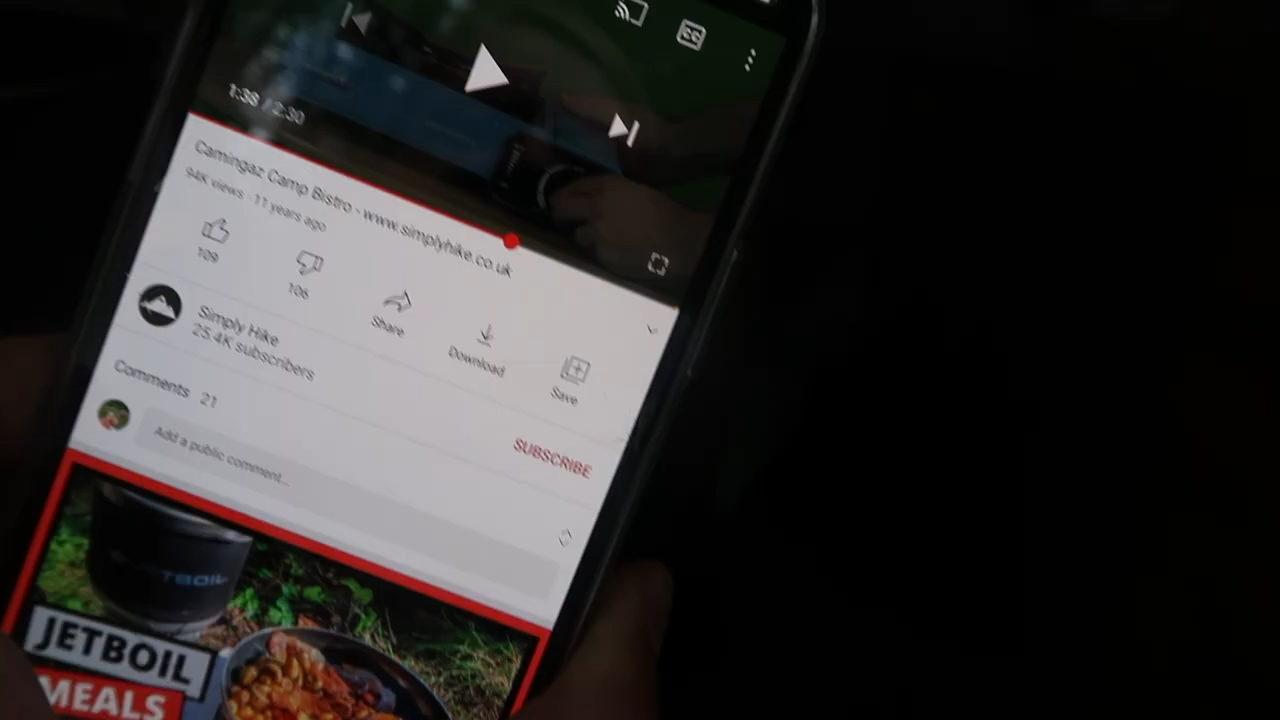 CC
1:38 / 2:30
Camingaz Camp Bistro - www.simplyhike.co.uk
94K views · 11 years ago
109
106
Share
Download
Save
Simply Hike
25.4K subscribers
SUBSCRIBE
Comments 21
Add a public comment...
JETBOIL
MEALS